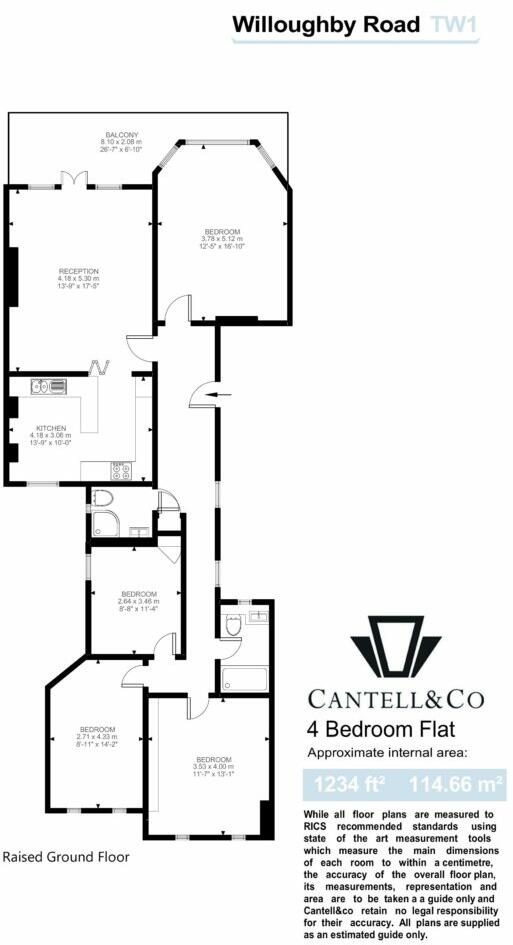 Willoughby Road TW1
BALCONY
8.10 x 2.08 m
26'-7" x 6'-10"
BEDROOM
3.78 x 5.12 m
12'-5" x 16'-10"
RECEPTION
4.18 x 5.30 m
13'-9" x 17'-5"
KITCHEN
4.18 x 3.06 m
13'-9" x 10'-0"
BEDROOM
2.64 x 3.46 m
8'-8" x 11'-4"
BEDROOM
2.71 x 4.33 m
8'-11" x 14'-2"
BEDROOM
3.53 x 4.00 m
11'-7" x 13'-1"
Raised Ground Floor
CANTELL&CO
4 Bedroom Flat
Approximate internal area:
1234 ft² 114.66 m²
While all floor plans are measured to
RICS recommended standards using
state of the art measurement tools
which measure the main dimensions
of each room to within a centimetre,
the accuracy of the overall floor plan,
its measurements, representation and
area are to be taken a a guide only and
Cantell&co retain no legal responsibility
for their accuracy. All plans are supplied
as an estimated guide only.